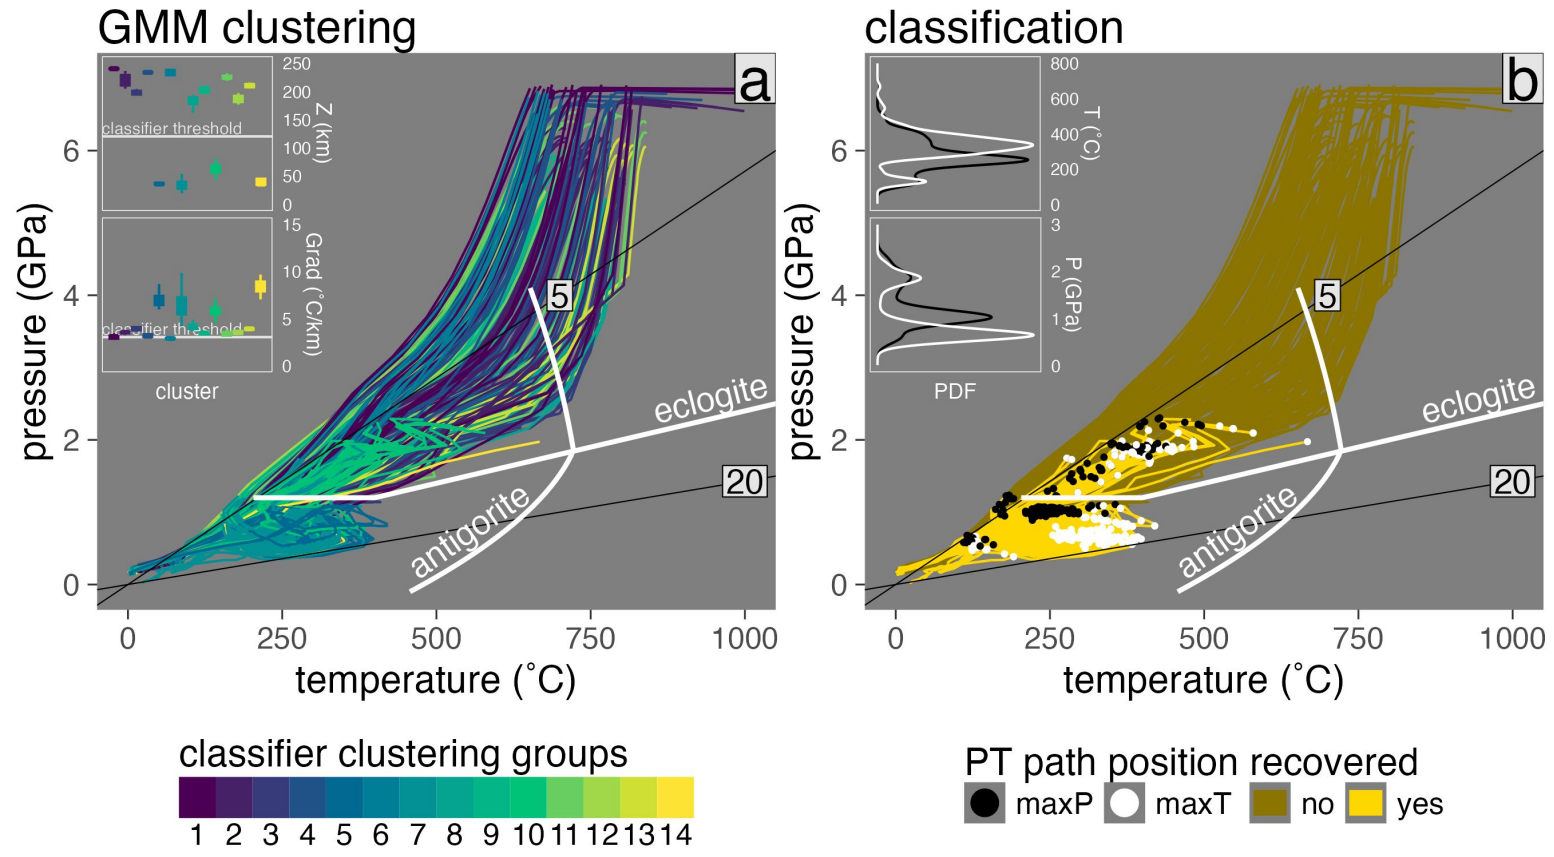 GMM clustering
classification
a
250
200
150
100
50
0
Z (km)
classifier threshold
15
10
5
0
Grad (˚C/km)
classifier threshold
cluster
5
eclogite
20
antigorite
6
4
2
0
pressure (GPa)
0 250 500 750 1000
temperature (˚C)
b
800
600
400
200
0
T (˚C)
3
2
1
0
P (GPa)
PDF
5
eclogite
20
antigorite
6
4
2
0
pressure (GPa)
0 250 500 750 1000
temperature (˚C)
classifier clustering groups
1 2 3 4 5 6 7 8 9 10 11 12 13 14
PT path position recovered
maxP maxT no yes